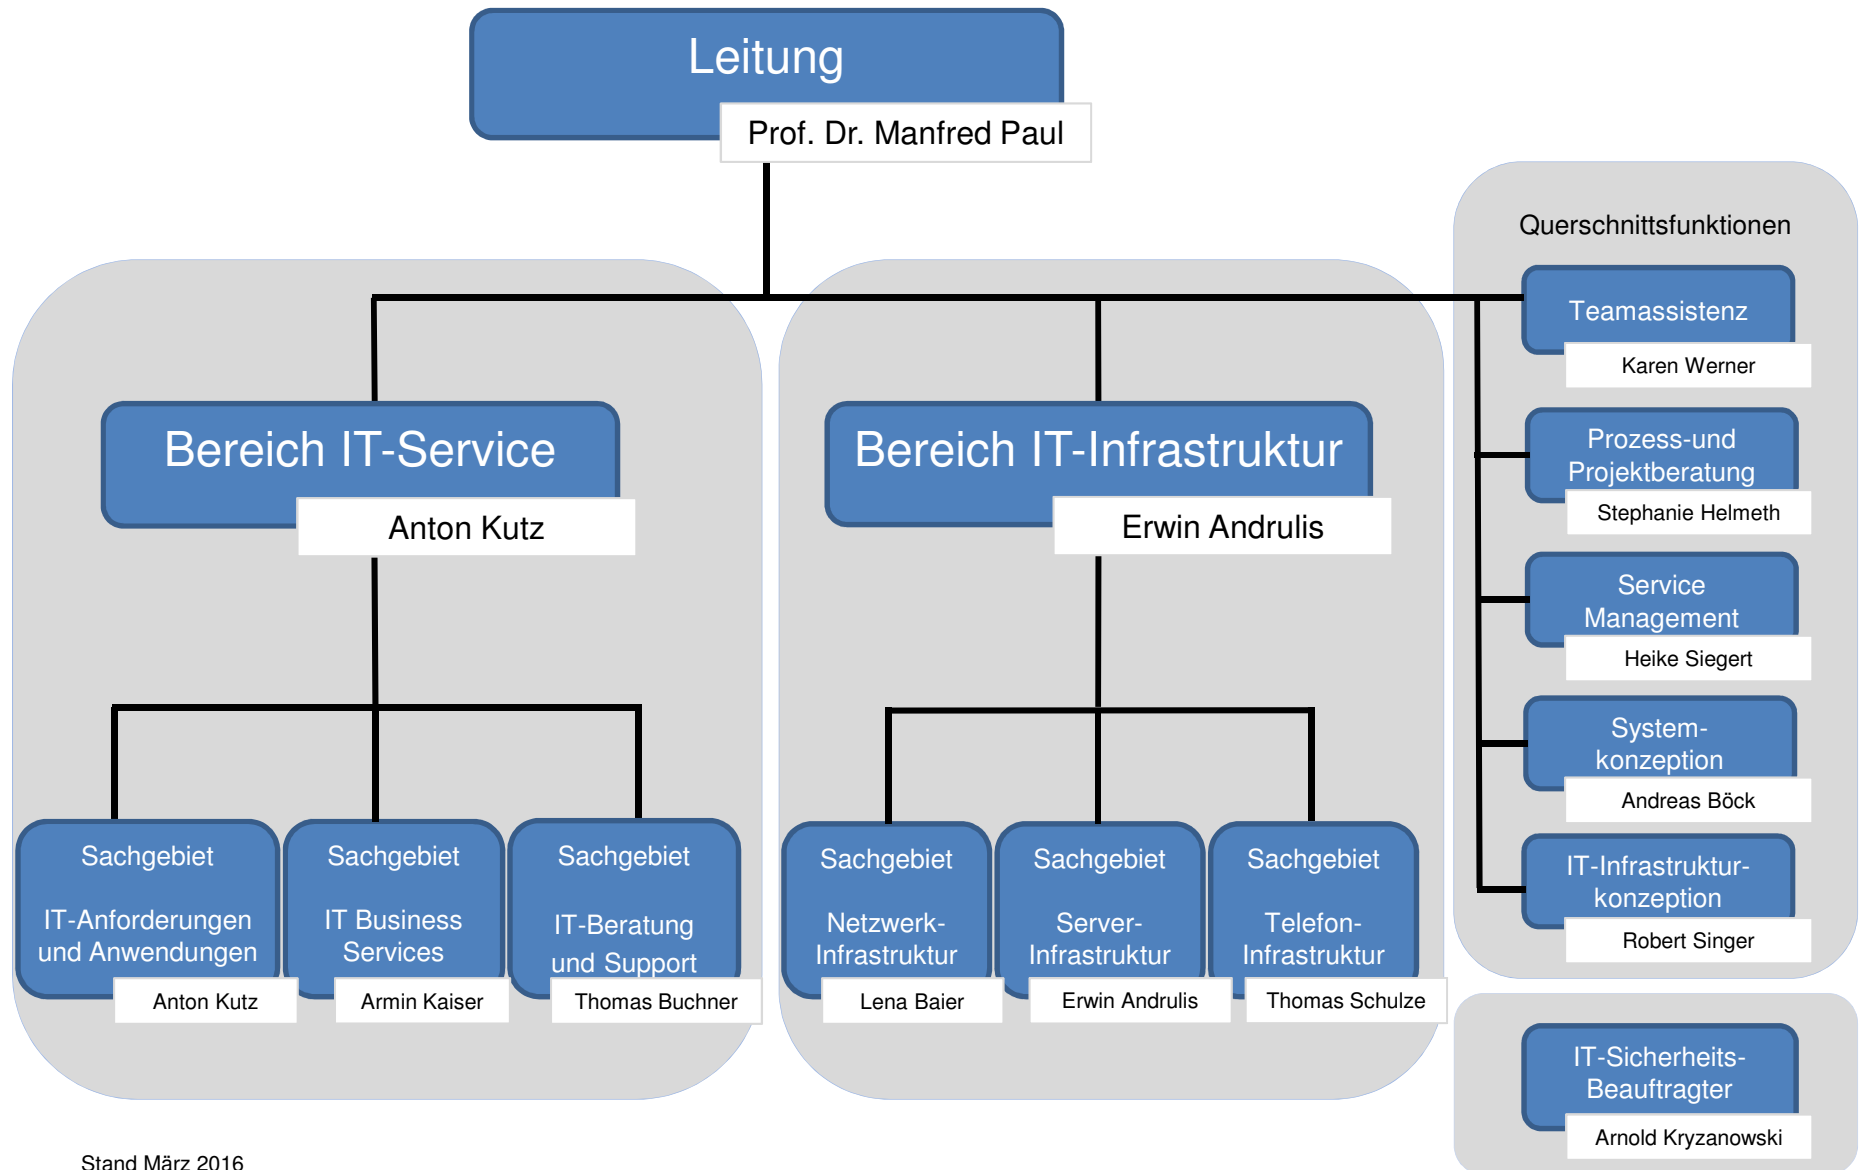 Leitung
Prof. Dr. Manfred Paul
Querschnittsfunktionen
Teamassistenz
Karen Werner
Prozess-und
Projektberatung
Stephanie Helmeth
Service
Management
Heike Siegert
System-
konzeption
Andreas Böck
IT-Infrastruktur-
konzeption
Robert Singer
IT-Sicherheits-
Beauftragter
Arnold Kryzanowski
Bereich IT-Service
Anton Kutz
Sachgebiet
IT-Anforderungen
und Anwendungen
Anton Kutz
Sachgebiet
IT Business
Services
Armin Kaiser
Sachgebiet
IT-Beratung
und Support
Thomas Buchner
Bereich IT-Infrastruktur
Erwin Andrulis
Sachgebiet
Netzwerk-
Infrastruktur
Lena Baier
Sachgebiet
Server-
Infrastruktur
Erwin Andrulis
Sachgebiet
Telefon-
Infrastruktur
Thomas Schulze
Stand März 2016